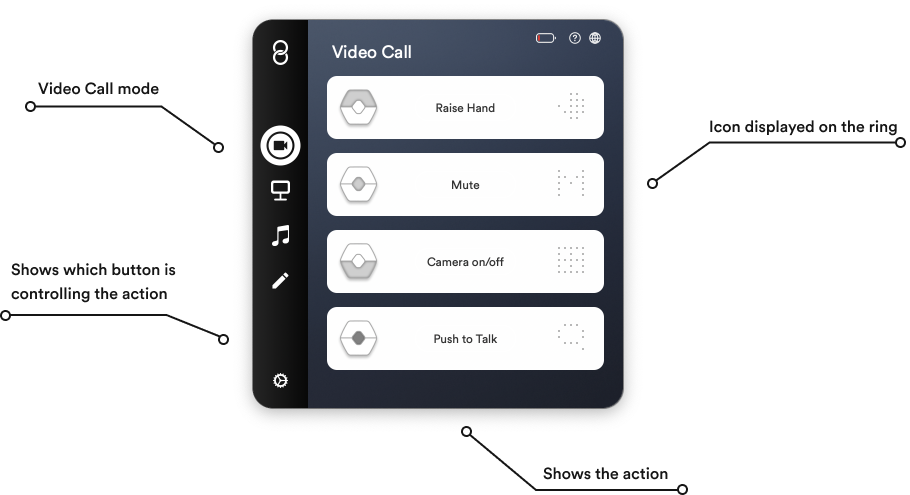 Video Call
Video Call mode
Raise Hand
Icon displayed on the ring
Mute
Shows which button is
controlling the action
Camera on/off
Push to Talk
Shows the action